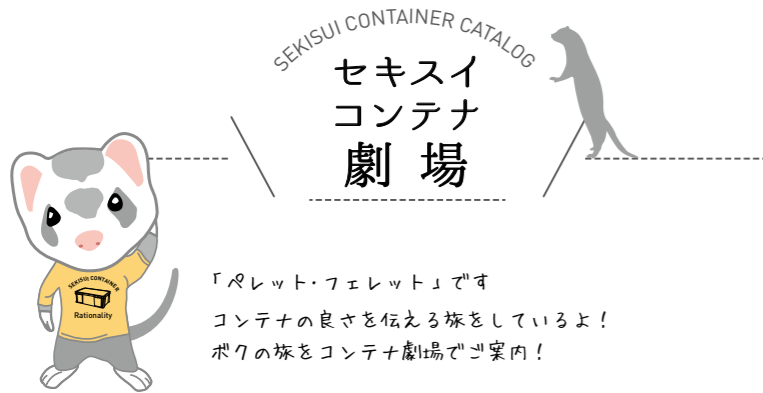 SEKISUI CONTAINER CATALOG
セキスイ
コンテナ
劇場
「ペレット・フェレット」です
コンテナの良さを伝える旅をしているよ！
ボクの旅をコンテナ劇場でご案内！
SEKISUI CONTAINER
Rationality